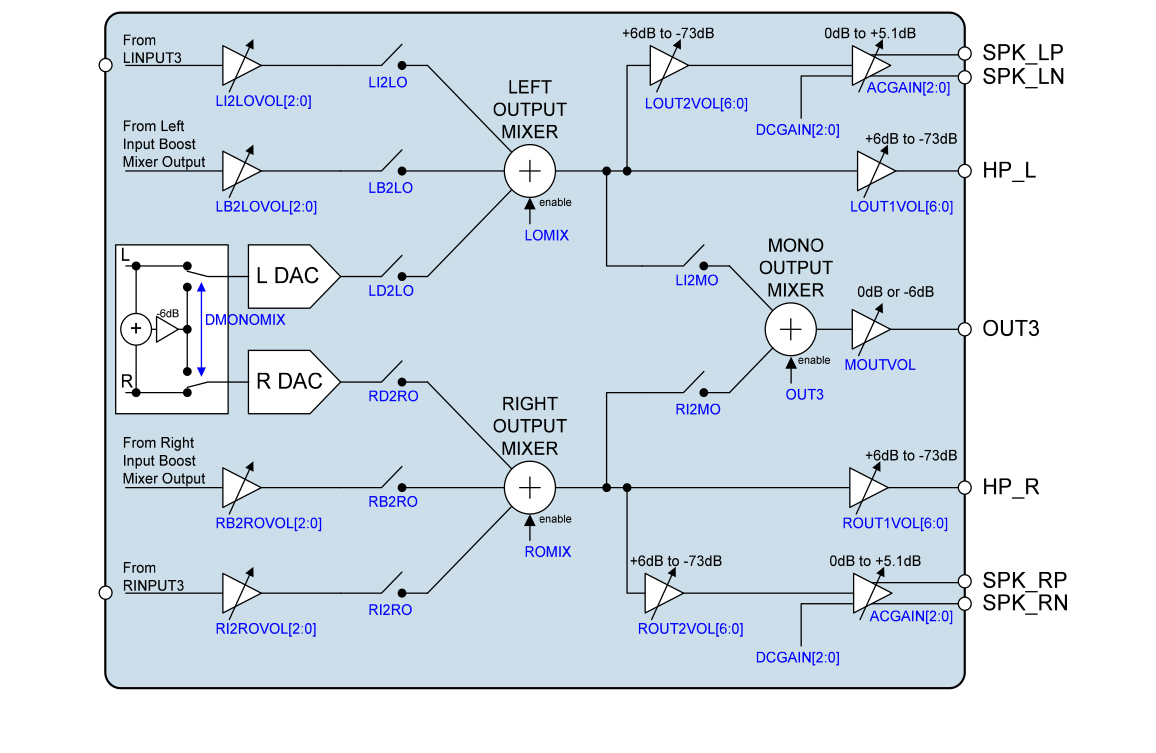 From
LINPUT3
LI2LOVOL[2:0]
LI2LO
+6dB to -73dB
LOUT2VOL[6:0]
0dB to +5.1dB
ACGAIN[2:0]
DCGAIN[2:0]
SPK_LP
SPK_LN
LEFT
OUTPUT
MIXER
From Left
Input Boost
Mixer Output
LB2LOVOL[2:0]
LB2LO
enable
LOMIX
+6dB to -73dB
LOUT1VOL[6:0]
HP_L
L
-6dB
+
R
DMONOMIX
L DAC
LD2LO
R DAC
RD2RO
LI2MO
RI2MO
MONO
OUTPUT
MIXER
enable
OUT3
0dB or -6dB
MOUTVOL
OUT3
RIGHT
OUTPUT
MIXER
From Right
Input Boost
Mixer Output
RB2ROVOL[2:0]
RB2RO
enable
ROMIX
+6dB to -73dB
ROUT1VOL[6:0]
HP_R
From
RINPUT3
RI2ROVOL[2:0]
RI2RO
+6dB to -73dB
ROUT2VOL[6:0]
0dB to +5.1dB
ACGAIN[2:0]
DCGAIN[2:0]
SPK_RP
SPK_RN